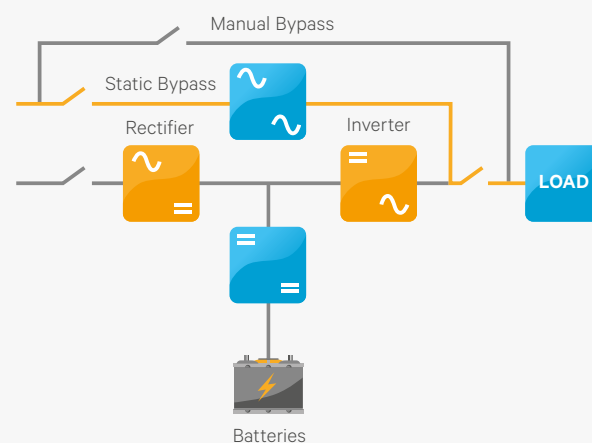 Manual Bypass
Static Bypass
Rectifier
Inverter
LOAD
Batteries